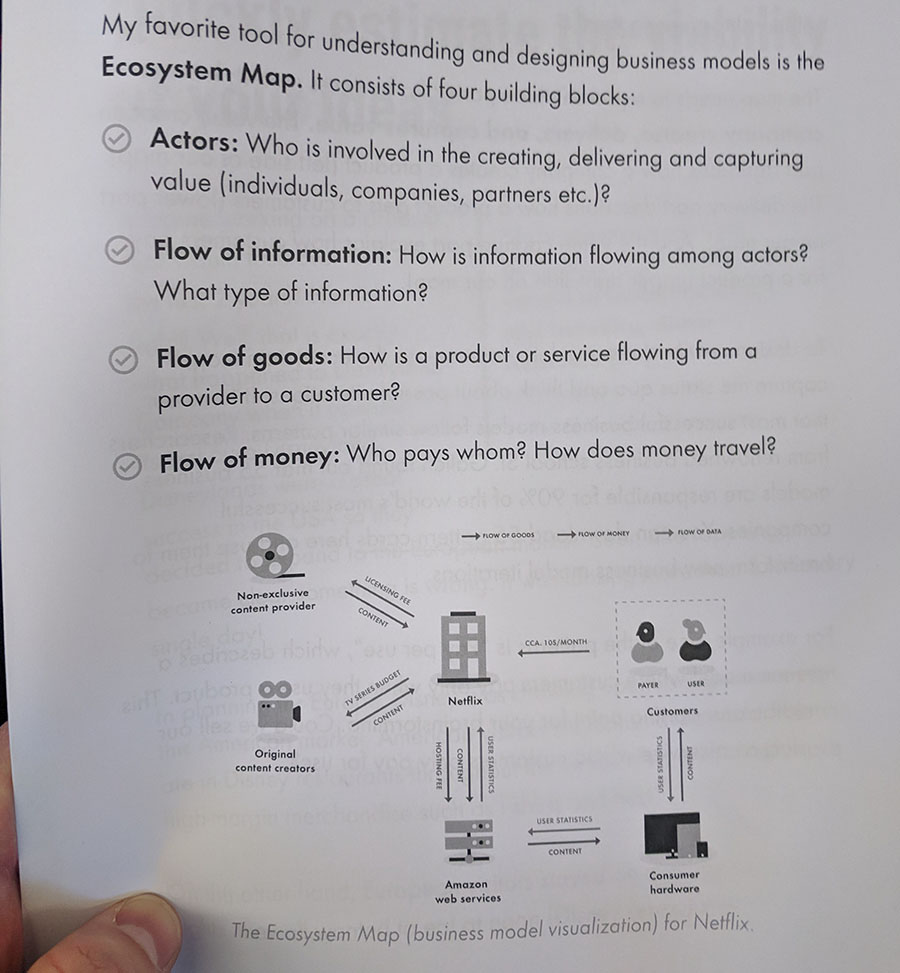 My favorite tool for understanding and designing business models is the
Ecosystem Map. It consists of four building blocks:
Actors: Who is involved in the creating, delivering and capturing
value (individuals, companies, partners etc.)?
Flow of information: How is information flowing among actors?
What type of information?
Flow of goods: How is a product or service flowing from a
provider to a customer?
Flow of money: Who pays whom? How does money travel?
FLOW OF GOODS FLOW OF MONEY FLOW OF DATA
Non-exclusive
content provider
LICENSING FEE
CONTENT
CCA. 10$/MONTH
PAYER USER
Netflix
Customers
TV SERIES BUDGET
CONTENT
Original
content creators
HOSTING FEE
CONTENT
USER STATISTICS
USER STATISTICS
CONTENT
USER STATISTICS
CONTENT
Amazon
web services
Consumer
hardware
The Ecosystem Map (business model visualization) for Netflix.